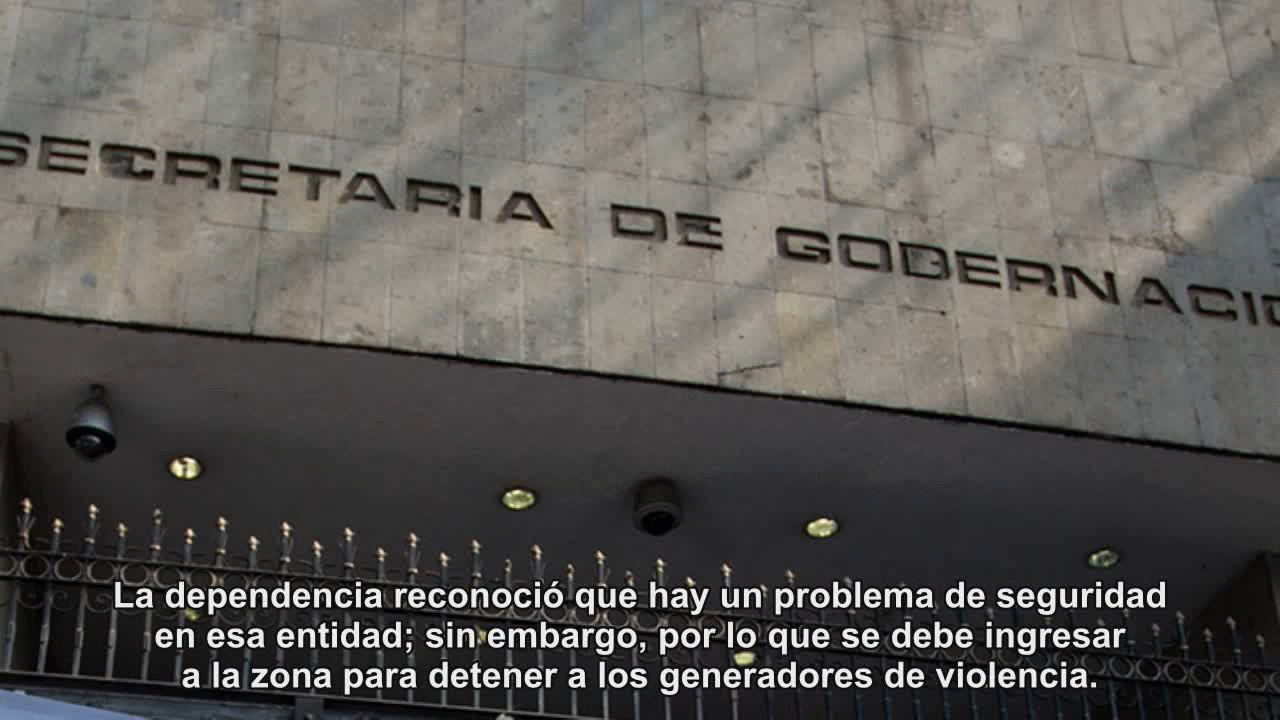 SECRETARIA DE GOBERNACIO
La dependencia reconoció que hay un problema de seguridad
en esa entidad; sin embargo, por lo que se debe ingresar
a la zona para detener a los generadores de violencia.